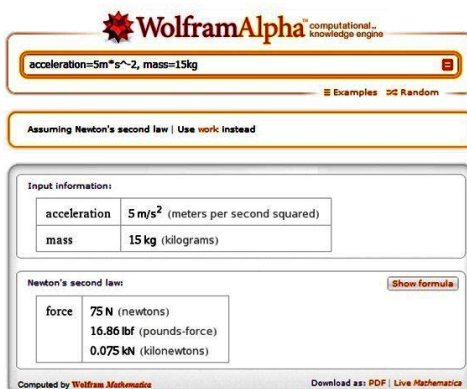 WolframAlpha computational.. knowledge engine
acceleration=5m*s^-2, mass=15kg
Examples Random
Assuming Newton's second law | Use work instead
Input information:
acceleration 5 m/s² (meters per second squared)
mass 15 kg (kilograms)
Newton's second law: Show formula
force 75 N (newtons)
16.86 lbf (pounds-force)
0.075 kN (kilonewtons)
Computed by Wolfram Mathematica Download as: PDF | Live Mathematica